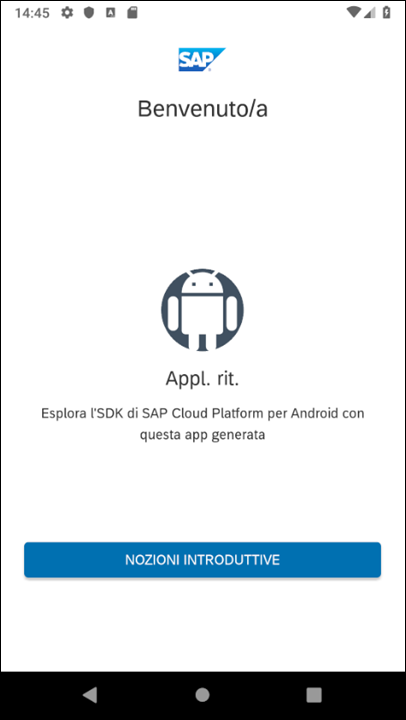 14:45
SAP
Benvenuto/a
Appl. rit.
Esplora l'SDK di SAP Cloud Platform per Android con
questa app generata
NOZIONI INTRODUTTIVE